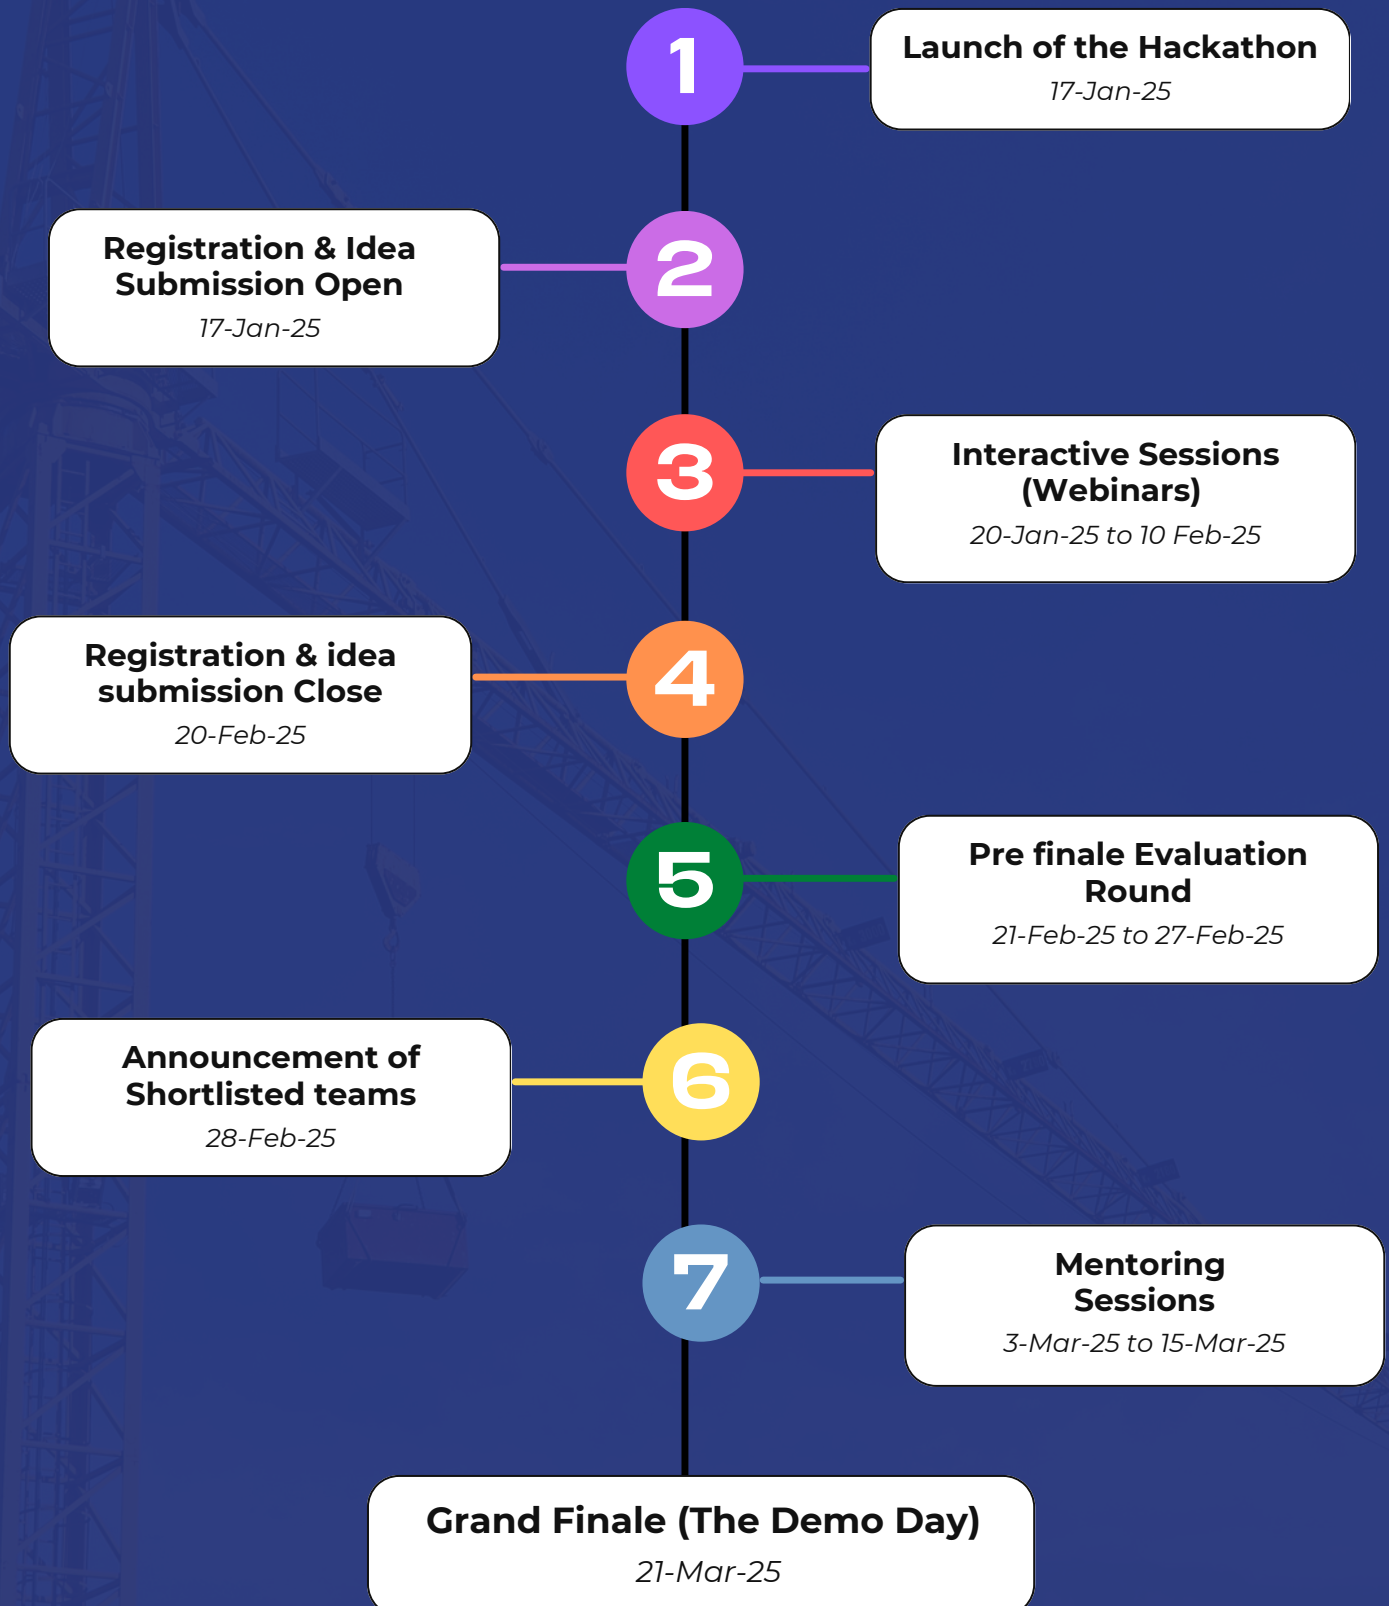 1
Launch of the Hackathon
17-Jan-25
2
Registration & Idea
Submission Open
17-Jan-25
3
Interactive Sessions
(Webinars)
20-Jan-25 to 10 Feb-25
4
Registration & idea
submission Close
20-Feb-25
5
Pre finale Evaluation
Round
21-Feb-25 to 27-Feb-25
6
Announcement of
Shortlisted teams
28-Feb-25
7
Mentoring
Sessions
3-Mar-25 to 15-Mar-25
Grand Finale (The Demo Day)
21-Mar-25